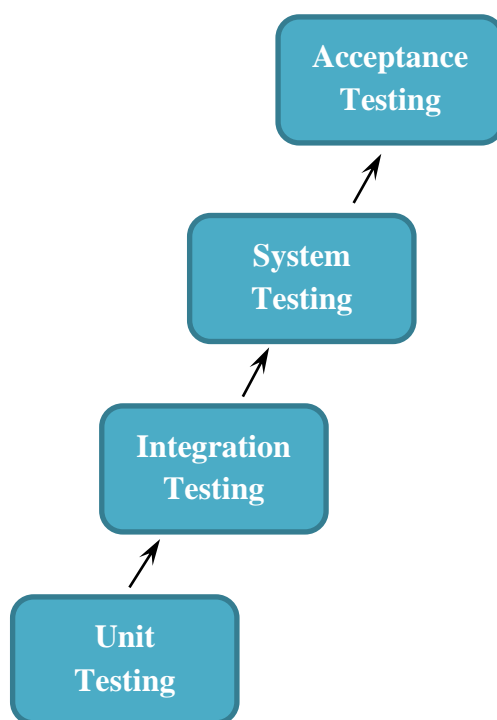 Acceptance
Testing
System
Testing
Integration
Testing
Unit
Testing